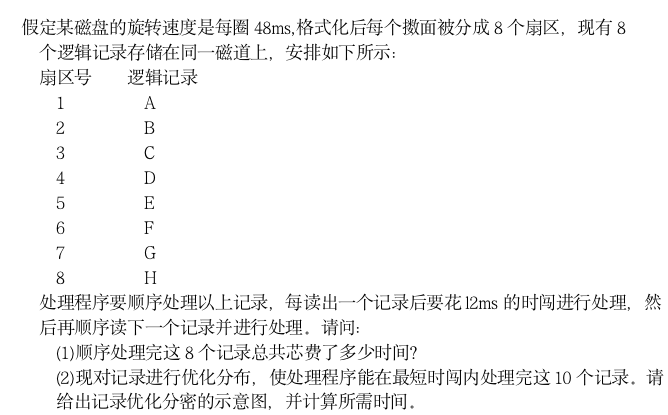 假定某磁盘的旋转速度是每圈 48ms,格式化后每个擞面被分成 8 个扇区，现有 8
个逻辑记录存储在同一磁道上，安排如下所示：
扇区号 逻辑记录
1 A
2 B
3 C
4 D
5 E
6 F
7 G
8 H
处理程序要顺序处理以上记录，每读出一个记录后要花 l2ms 的时闯进行处理，然
后再顺序读下一个记录并进行处理。请问:
(1)顺序处理完这 8 个记录总共芯费了多少时间?
(2)现对记录进行优化分布，使处理程序能在最短时闯内处理完这 10 个记录。请
给出记录优化分密的示意图，并计算所需时间。